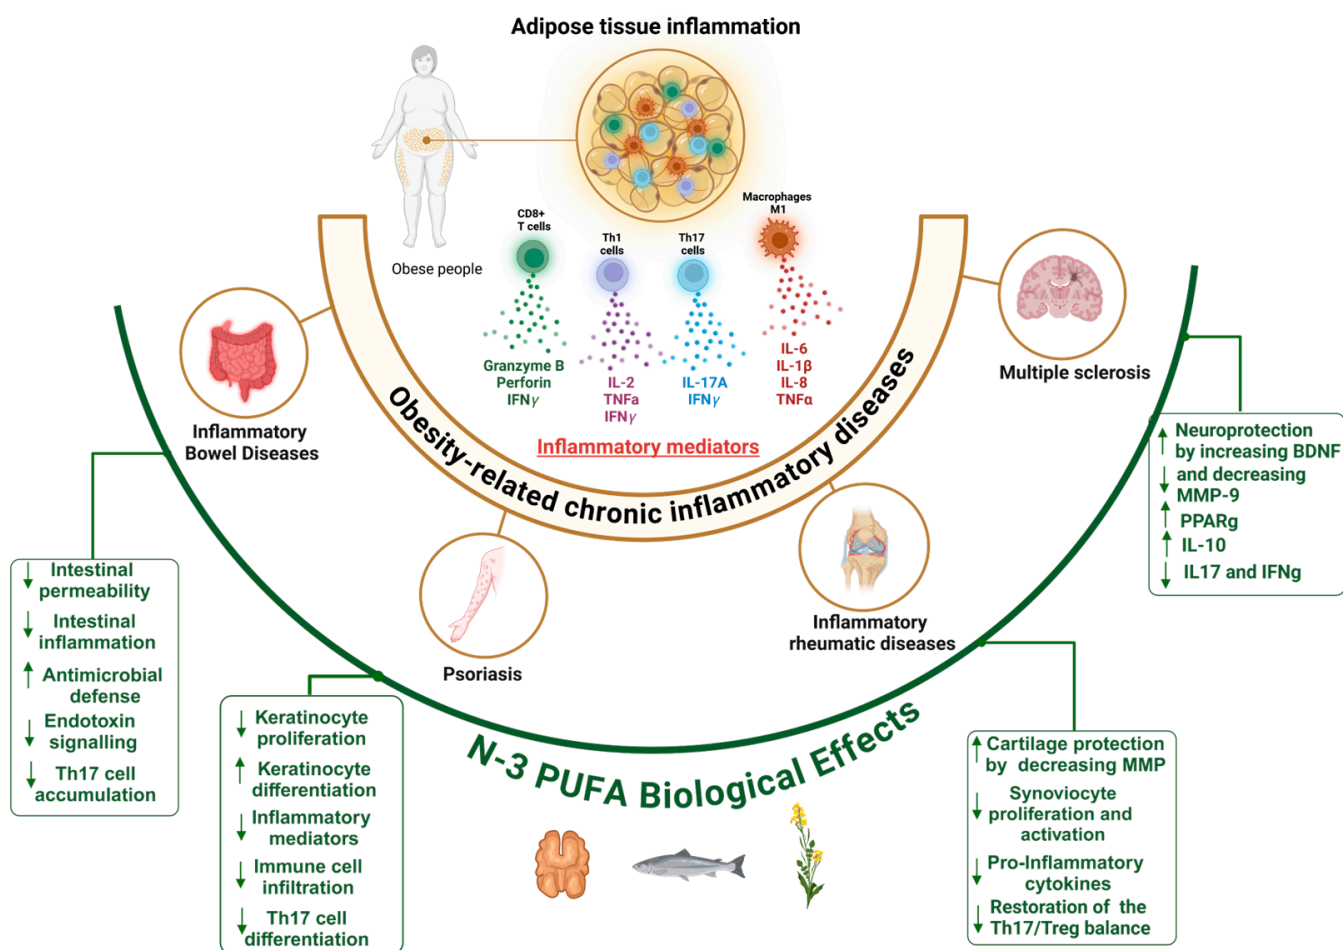 Adipose tissue inflammation
Obese people
CD8+
T cells
Th1
cells
Th17
cells
Macrophages
M1
Granzyme B
Perforin
IFNγ
IL-2
TNFa
IFNγ
IL-17A
IFNγ
IL-6
IL-1β
IL-8
TNFα
Inflammatory mediators
Obesity-related chronic inflammatory diseases
Inflammatory
Bowel Diseases
Psoriasis
Inflammatory
rheumatic diseases
Multiple sclerosis
↓ Intestinal
permeability
↓ Intestinal
inflammation
↑ Antimicrobial
defense
↓ Endotoxin
signalling
↓ Th17 cell
accumulation
↓ Keratinocyte
proliferation
↑ Keratinocyte
differentiation
↓ Inflammatory
mediators
↓ Immune cell
infiltration
↓ Th17 cell
differentiation
↑ Cartilage protection
by decreasing MMP
↓ Synoviocyte
proliferation and
activation
↓ Pro-Inflammatory
cytokines
↓ Restoration of the
Th17/Treg balance
↑ Neuroprotection
by increasing BDNF
↓ and decreasing
MMP-9
↑ PPARg
↑ IL-10
↓ IL17 and IFNg
N-3 PUFA Biological Effects